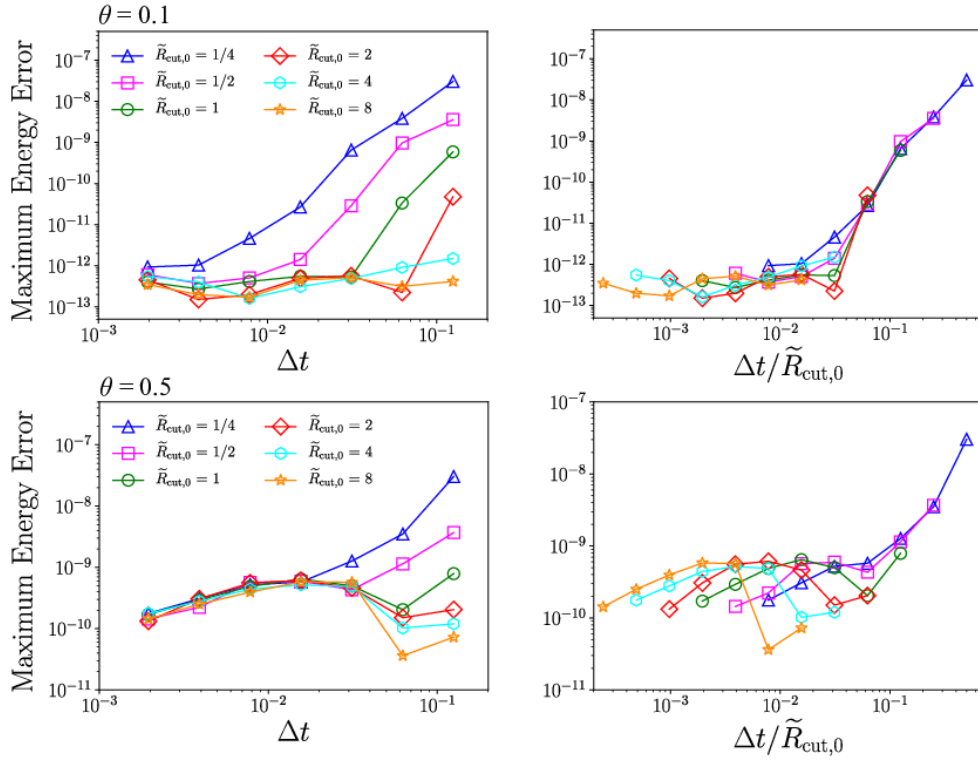 θ = 0.1
Maximum Energy Error
10⁻⁷
10⁻⁸
10⁻⁹
10⁻¹⁰
10⁻¹¹
10⁻¹²
10⁻¹³
R̃cut,0 = 1/4
R̃cut,0 = 1/2
R̃cut,0 = 1
R̃cut,0 = 2
R̃cut,0 = 4
R̃cut,0 = 8
10⁻³
10⁻²
10⁻¹
Δt
10⁻⁷
10⁻⁸
10⁻⁹
10⁻¹⁰
10⁻¹¹
10⁻¹²
10⁻¹³
10⁻³
10⁻²
10⁻¹
Δt/R̃cut,0
θ = 0.5
Maximum Energy Error
10⁻⁷
10⁻⁸
10⁻⁹
10⁻¹⁰
10⁻¹¹
R̃cut,0 = 1/4
R̃cut,0 = 1/2
R̃cut,0 = 1
R̃cut,0 = 2
R̃cut,0 = 4
R̃cut,0 = 8
10⁻³
10⁻²
10⁻¹
Δt
10⁻⁷
10⁻⁸
10⁻⁹
10⁻¹⁰
10⁻¹¹
10⁻³
10⁻²
10⁻¹
Δt/R̃cut,0